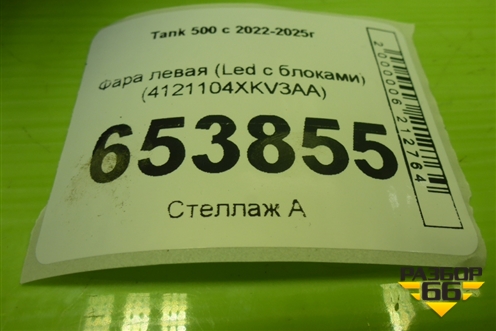 Tank 500 с 2022-2025г
Фара левая (Led с блоками)
(4121104XKV3AA)
653855
Стеллаж А
2000006212764
РАЗБОР
66